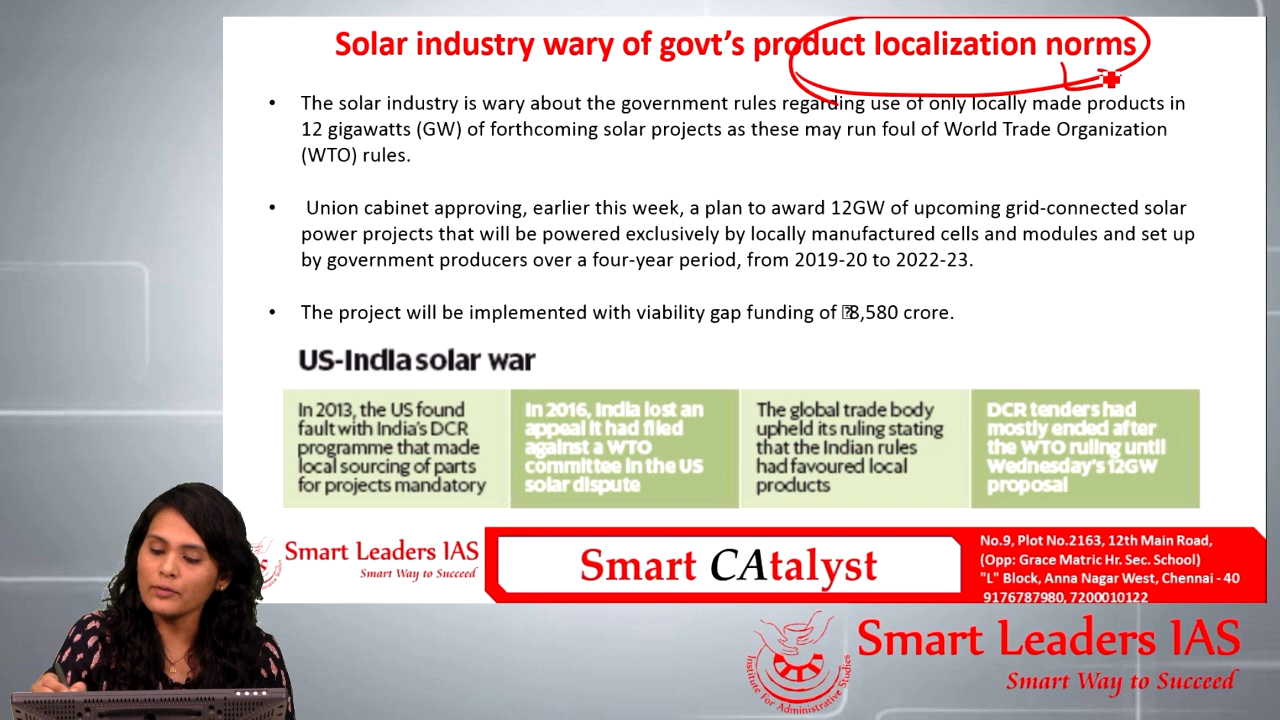 Solar industry wary of govt's product localization norms
• The solar industry is wary about the government rules regarding use of only locally made products in
12 gigawatts (GW) of forthcoming solar projects as these may run foul of World Trade Organization
(WTO) rules.
• Union cabinet approving, earlier this week, a plan to award 12GW of upcoming grid-connected solar
power projects that will be powered exclusively by locally manufactured cells and modules and set up
by government producers over a four-year period, from 2019-20 to 2022-23.
• The project will be implemented with viability gap funding of 8,580 crore.
US-India solar war
In 2013, the US found
fault with India's DCR
programme that made
local sourcing of parts
for projects mandatory
In 2016, India lost an
appeal it had filed
against a WTO
committee in the US
solar dispute
The global trade body
upheld its ruling stating
that the Indian rules
had favoured local
products
DCR tenders had
mostly ended after
the WTO ruling until
Wednesday's 12GW
proposal
Smart Leaders IAS
Smart Way to Succeed
Smart CAtalyst
No.9, Plot No.2163, 12th Main Road,
(Opp: Grace Matric Hr. Sec. School)
"L" Block, Anna Nagar West, Chennai - 40
9176787980, 7200010122
Institute For Administrative Studies
Smart Leaders IAS
Smart Way to Succeed